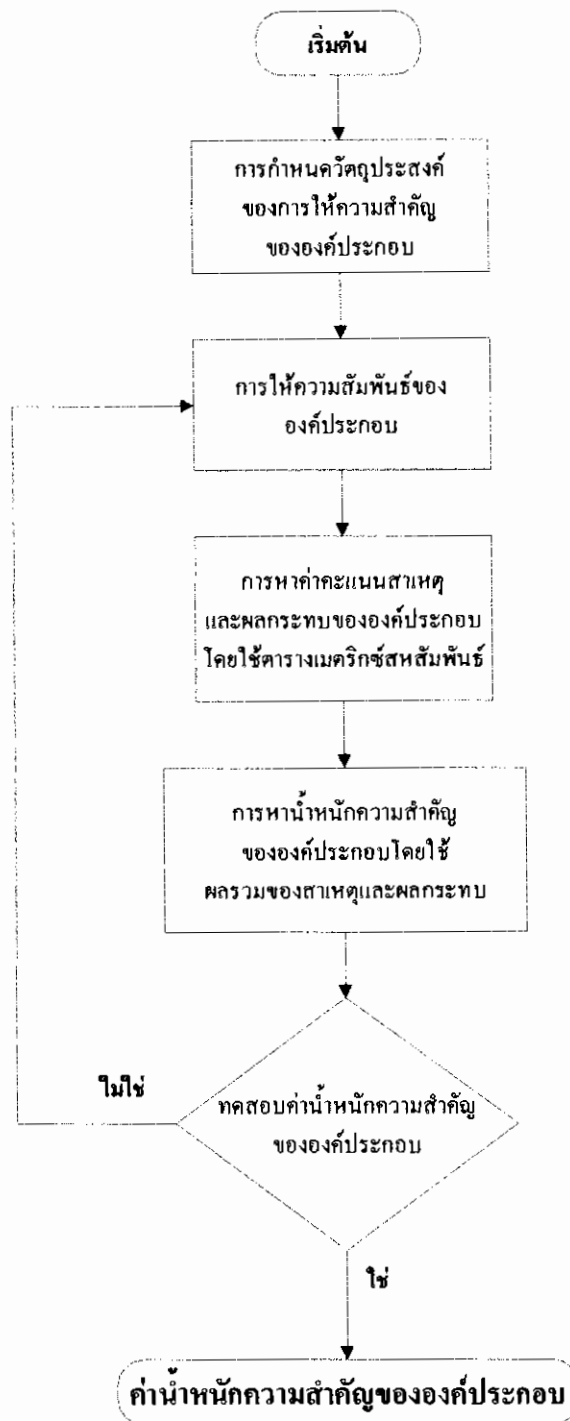 เริ่มต้น
การกำหนดวัตถุประสงค์
ของการให้ความสำคัญ
ขององค์ประกอบ
การให้ความสัมพันธ์ของ
องค์ประกอบ
การหาค่าคะแนนสาเหตุ
และผลกระทบขององค์ประกอบ
โดยใช้ตารางเมตริกซ์สหสัมพันธ์
การหาน้ำหนักความสำคัญ
ขององค์ประกอบโดยใช้
ผลรวมของสาเหตุและผลกระทบ
ไม่ใช่
ทดสอบค่าน้ำหนักความสำคัญ
ขององค์ประกอบ
ใช่
ค่าน้ำหนักความสำคัญขององค์ประกอบ